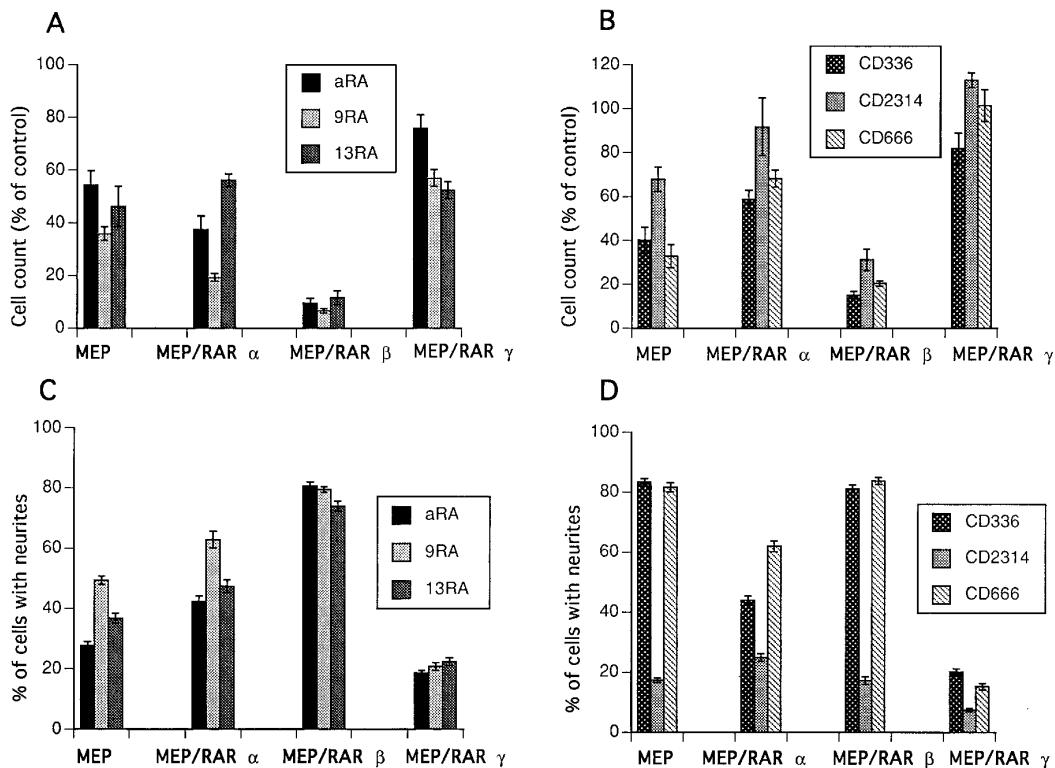 A
Cell count (% of control)
100
80
60
40
20
0
aRA
9RA
13RA
MEP MEP/RAR α MEP/RAR β MEP/RAR γ
B
Cell count (% of control)
120
100
80
60
40
20
0
CD336
CD2314
CD666
MEP MEP/RAR α MEP/RAR β MEP/RAR γ
C
% of cells with neurites
100
80
60
40
20
0
aRA
9RA
13RA
MEP MEP/RAR α MEP/RAR β MEP/RAR γ
D
% of cells with neurites
100
80
60
40
20
0
CD336
CD2314
CD666
MEP MEP/RAR α MEP/RAR β MEP/RAR γ